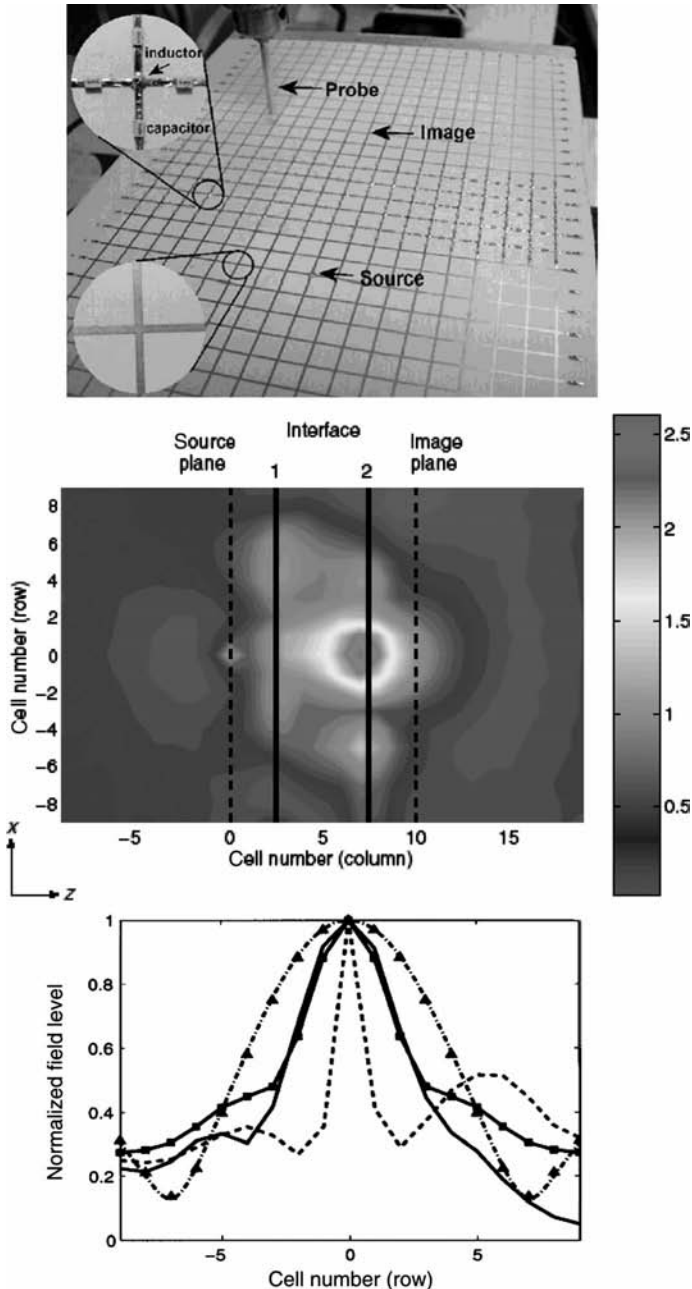 inductor
capacitor
Probe
Image
Source
Source plane
Interface
Image plane
1
2
2.5
2
1.5
1
0.5
8
6
4
2
0
−2
−4
−6
−8
Cell number (row)
−5
0
5
10
15
Cell number (column)
x
z
1
0.8
0.6
0.4
0.2
0
Normalized field level
−5
0
5
Cell number (row)